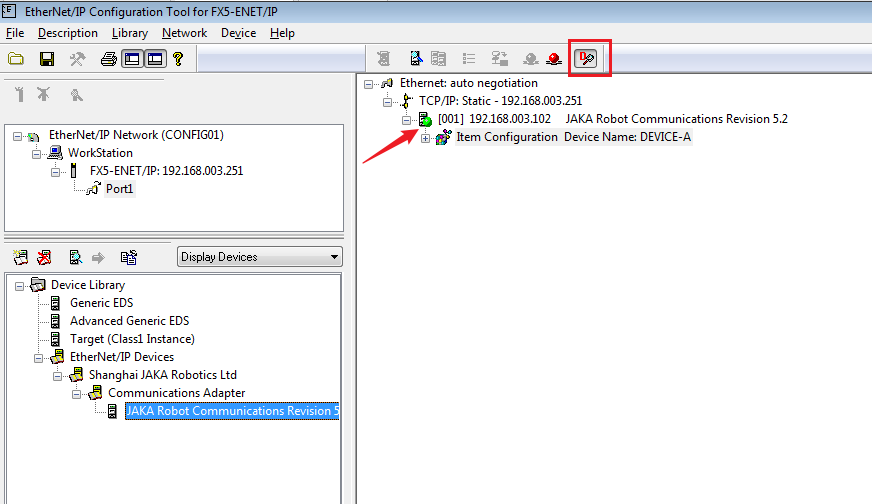 EtherNet/IP Configuration Tool for FX5-ENET/IP
File Description Library Network Device Help
EtherNet/IP Network (CONFIG01)
WorkStation
FX5-ENET/IP: 192.168.003.251
Port1
Display Devices
Device Library
Generic EDS
Advanced Generic EDS
Target (Class1 Instance)
EtherNet/IP Devices
Shanghai JAKA Robotics Ltd
Communications Adapter
JAKA Robot Communications Revision 5
Ethernet: auto negotiation
TCP/IP: Static - 192.168.003.251
[001] 192.168.003.102 JAKA Robot Communications Revision 5.2
Item Configuration Device Name: DEVICE-A